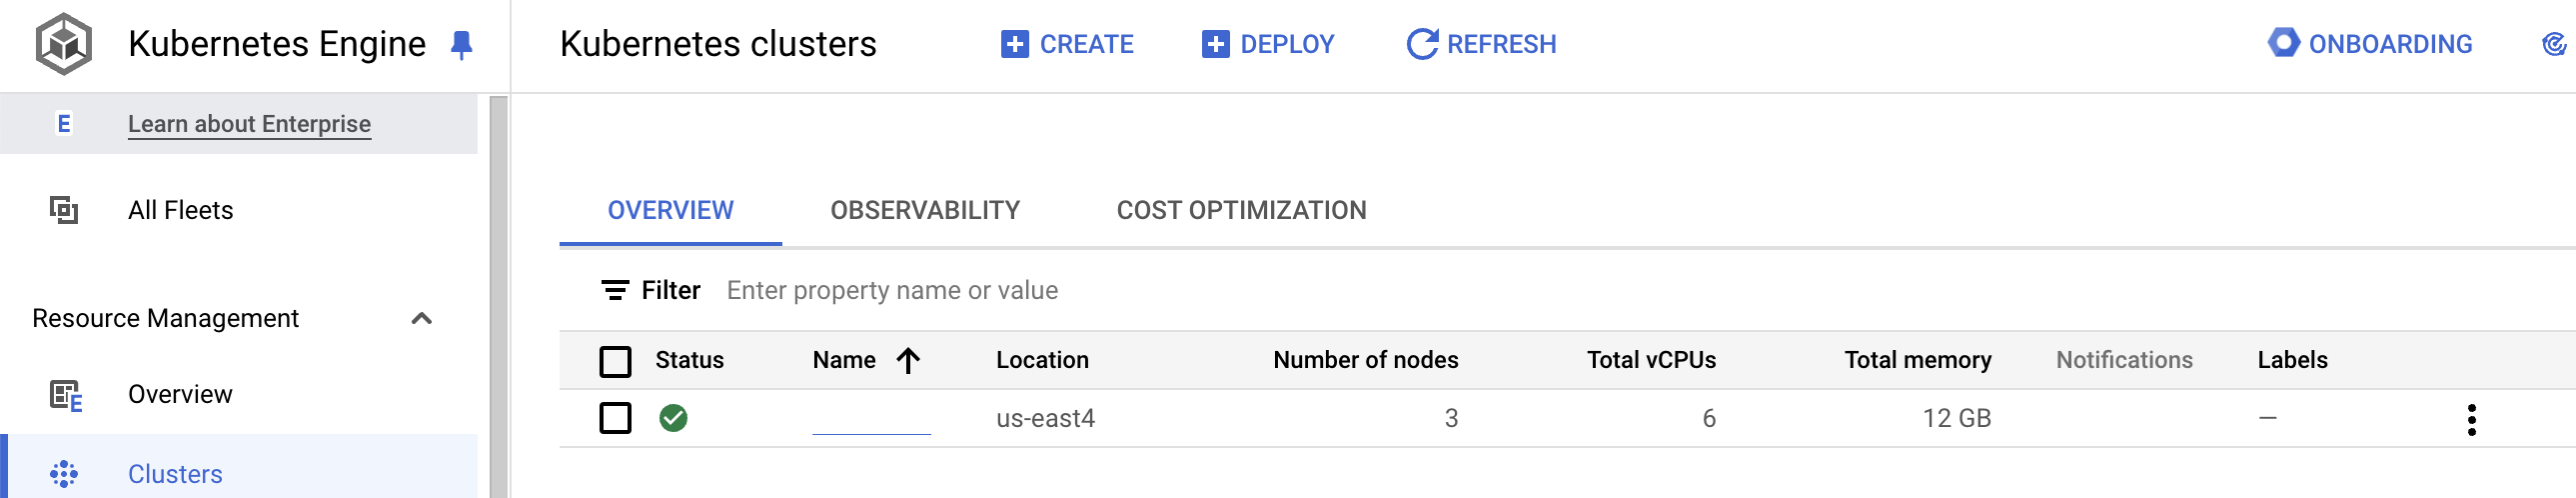 Kubernetes Engine
Kubernetes clusters
CREATE
DEPLOY
REFRESH
ONBOARDING
E Learn about Enterprise
All Fleets
Resource Management
E Overview
Clusters
OVERVIEW
OBSERVABILITY
COST OPTIMIZATION
Filter Enter property name or value
Status Name Location Number of nodes Total vCPUs Total memory Notifications Labels
us-east4 3 6 12 GB —